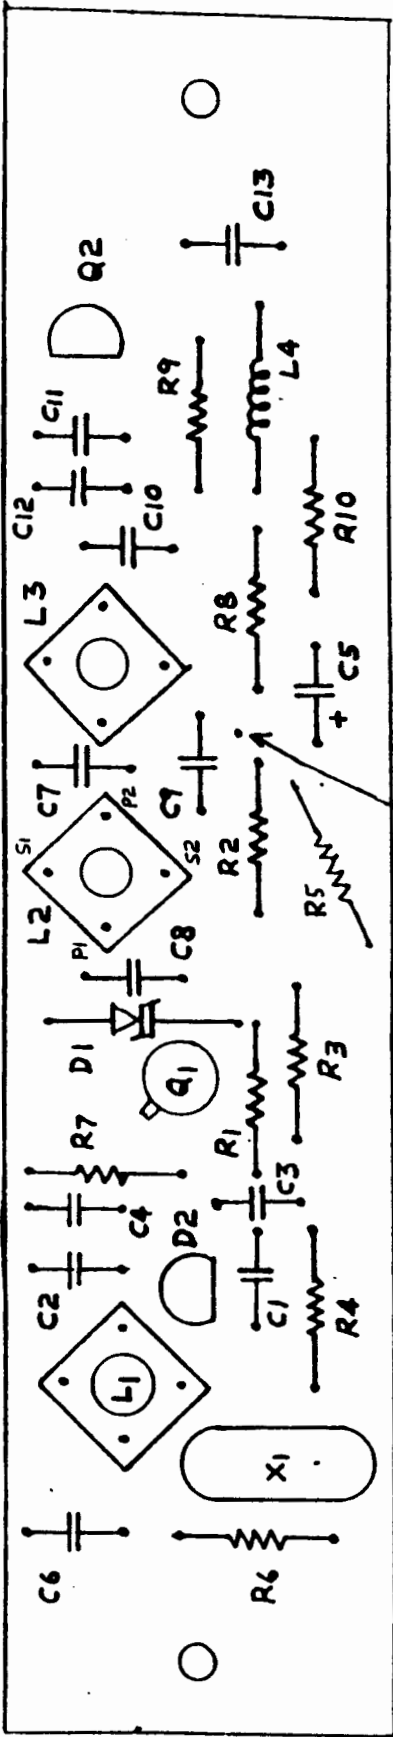 C13
Q2
R9
L4
C11
C12
C10
R10
L3
R8
C5
+
C7
C9
S1
P2
L2
S2
R2
R5
P1
C8
D1
Q1
R3
R7
R1
C4
C3
D2
C2
C1
R4
L1
X1
C6
R6